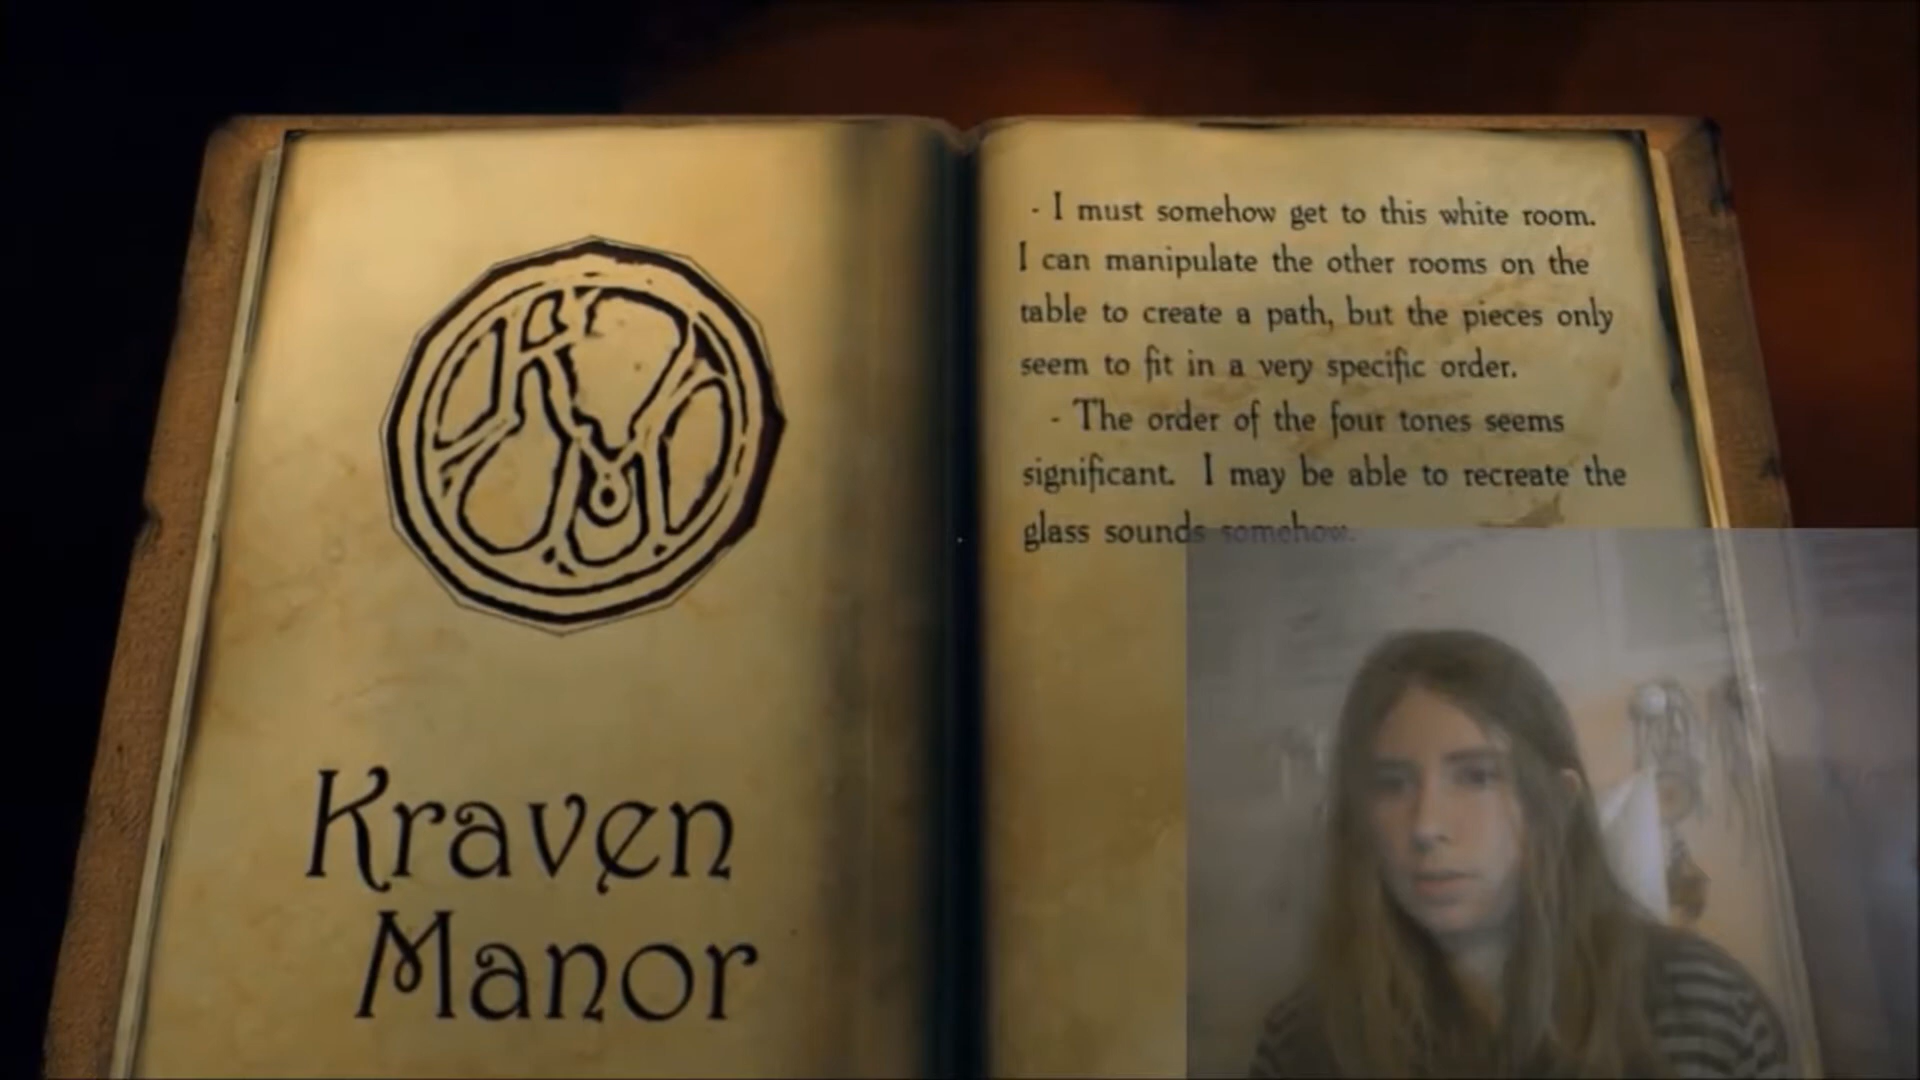 Kraven
Manor
- I must somehow get to this white room.
I can manipulate the other rooms on the
table to create a path, but the pieces only
seem to fit in a very specific order.
- The order of the four tones seems
significant. I may be able to recreate the
glass sounds somehow.